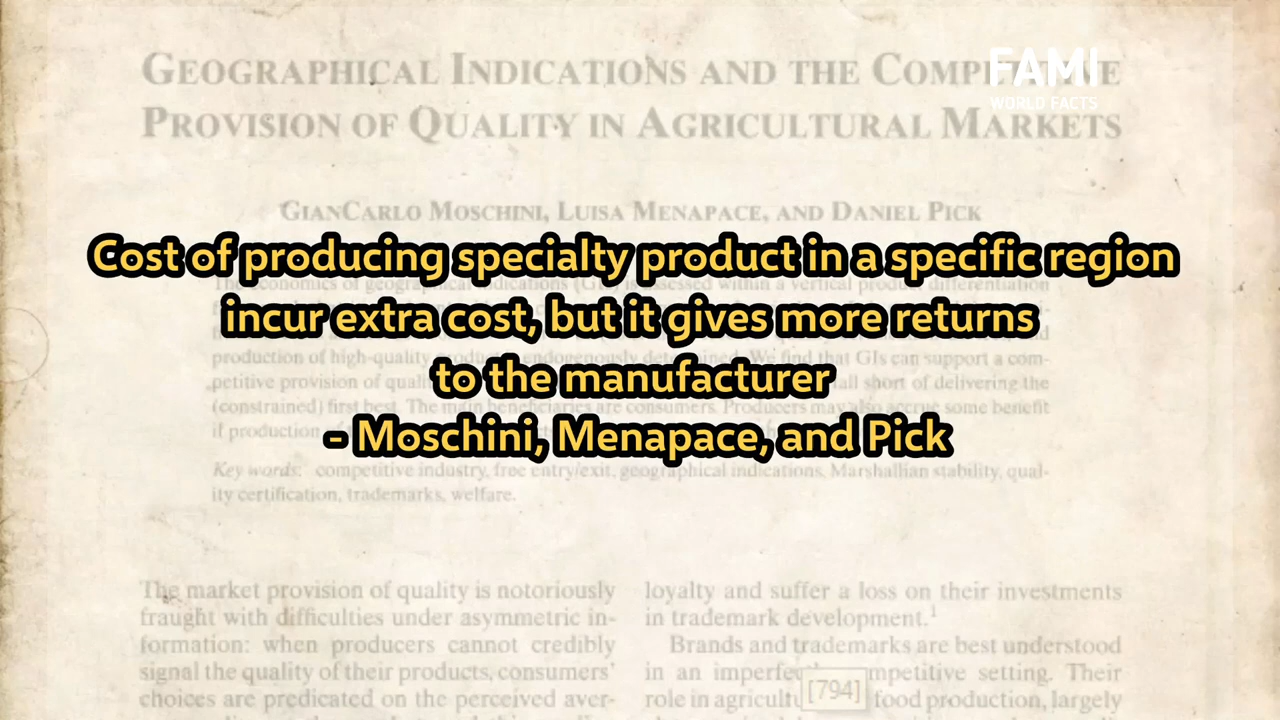 FAMI
WORLD FACTS
GEOGRAPHICAL INDICATIONS AND THE
PROVISION OF QUALITY IN AGRICULTURAL MARKETS
GIANCARLO MOSCHINI, LUISA MENAPACE, AND DANIEL PICK
Cost of producing specialty product in a specific region
incur extra cost, but it gives more returns
to the manufacturer
- Moschini, Menapace, and Pick
production of high-quality
petitive provision of all short of delivering the
(constrained) first best. The main beneficiaries are consumers. Producers may also accrue some benefit
if production
Key words: competitive industry, free entry/exit, geographical indications, Marshallian stability, qual-
ity certification, trademarks, welfare.
The market provision of quality is notoriously
fraught with difficulties under asymmetric in-
formation: when producers cannot credibly
signal the quality of their products, consumers'
choices are predicated on the perceived aver-
loyalty and suffer a loss on their investments
in trademark development.1
Brands and trademarks are best understood
in an setting. Their
role in food production, largely
[794]